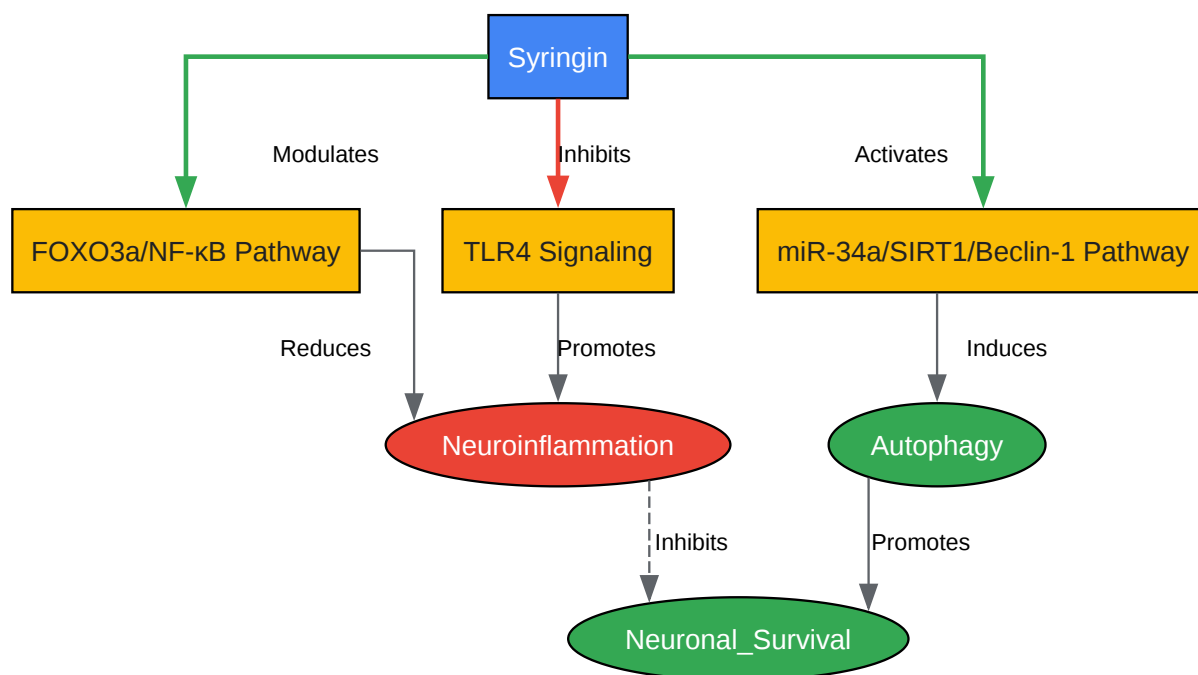 Syringin
Modulates
Inhibits
Activates
FOXO3a/NF-κB Pathway
TLR4 Signaling
miR-34a/SIRT1/Beclin-1 Pathway
Reduces
Promotes
Induces
Neuroinflammation
Autophagy
Inhibits
Promotes
Neuronal_Survival